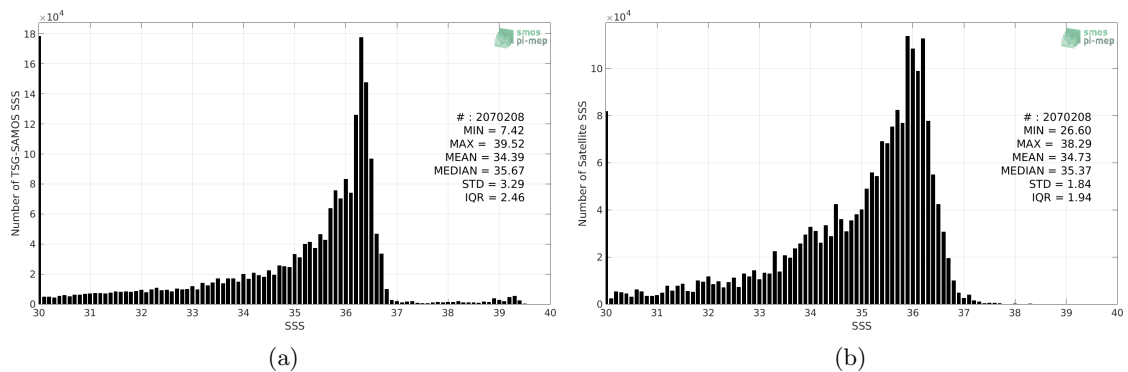 ×10⁴
18
16
14
12
10
8
6
4
2
0
Number of TSG-SAMOS SSS
smos
pi-mep
# : 2070208
MIN = 7.42
MAX = 39.52
MEAN = 34.39
MEDIAN = 35.67
STD = 3.29
IQR = 2.46
30 31 32 33 34 35 36 37 38 39 40
SSS
(a)
×10⁴
10
8
6
4
2
0
Number of Satellite SSS
smos
pi-mep
# : 2070208
MIN = 26.60
MAX = 38.29
MEAN = 34.73
MEDIAN = 35.37
STD = 1.84
IQR = 1.94
30 31 32 33 34 35 36 37 38 39 40
SSS
(b)